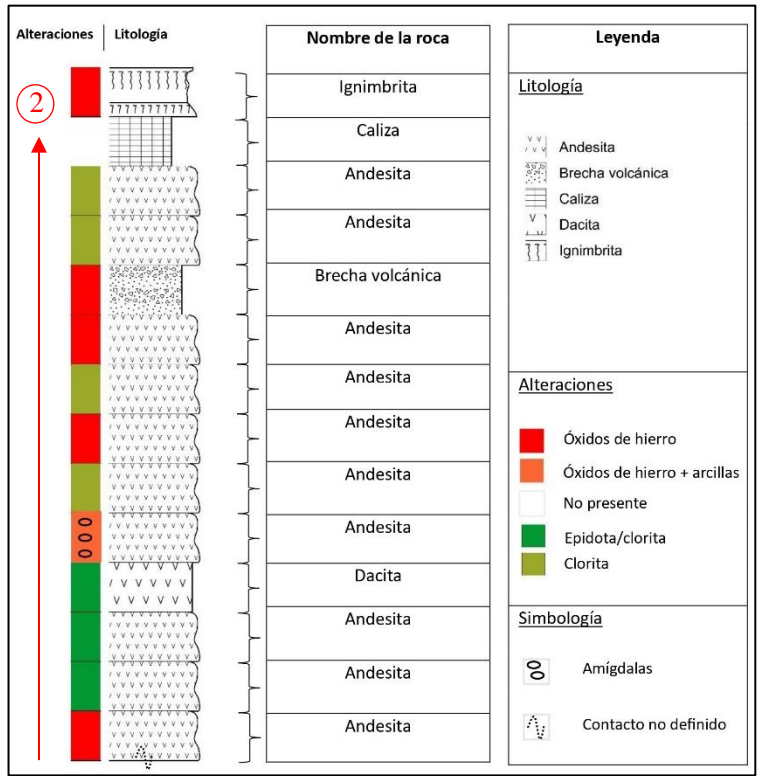 Alteraciones
Litología
Nombre de la roca
Leyenda
2
Ignimbrita
Caliza
Andesita
Andesita
Brecha volcánica
Andesita
Andesita
Andesita
Andesita
Andesita
Dacita
Andesita
Andesita
Andesita
Litología
Andesita
Brecha volcánica
Caliza
Dacita
Ignimbrita
Alteraciones
Óxidos de hierro
Óxidos de hierro + arcillas
No presente
Epidota/clorita
Clorita
Simbología
Amígdalas
Contacto no definido